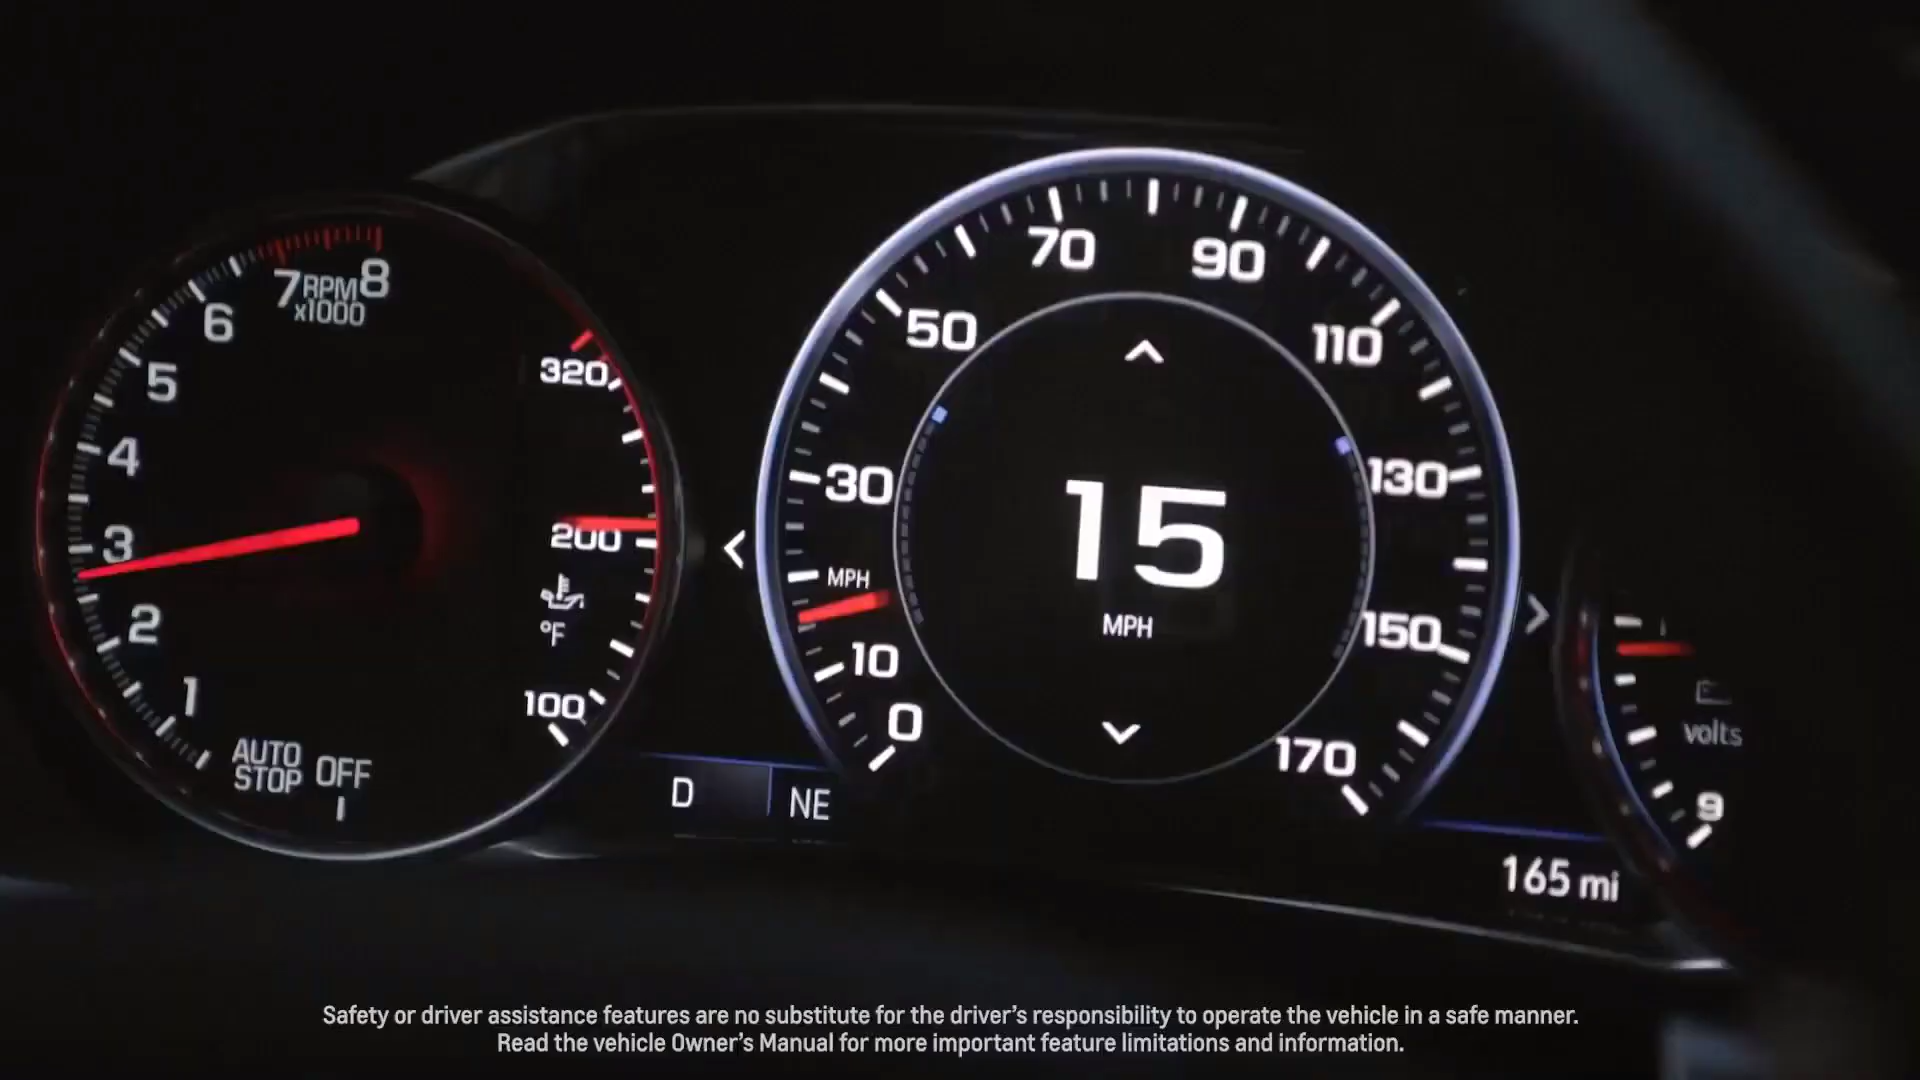 7 RPM 8
x1000
6
5
4
3
2
1
AUTO
STOP OFF
320
200
°F
100
D
NE
70
90
50
110
30
130
MPH
10
150
0
170
15
MPH
volts
9
165 mi
Safety or driver assistance features are no substitute for the driver's responsibility to operate the vehicle in a safe manner.
Read the vehicle Owner's Manual for more important feature limitations and information.